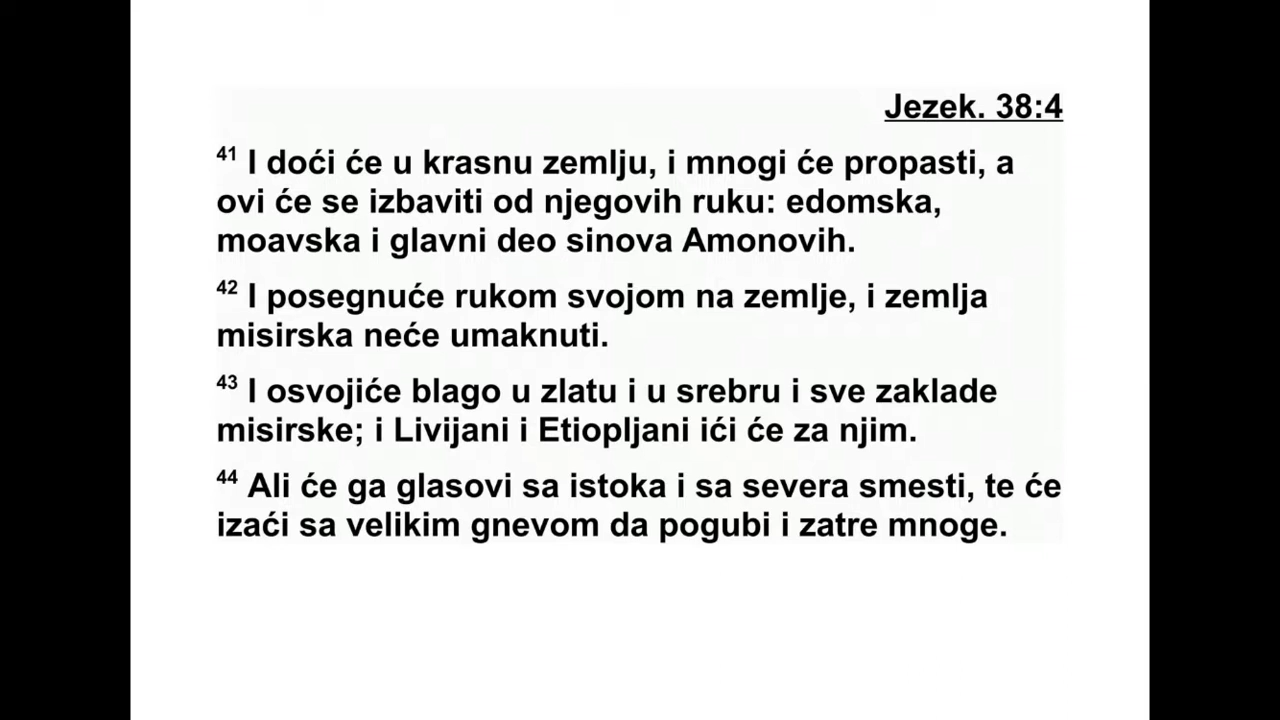 Jezek. 38:4
41 I doći će u krasnu zemlju, i mnogi će propasti, a
ovi će se izbaviti od njegovih ruku: edomska,
moavska i glavni deo sinova Amonovih.
42 I posegnuće rukom svojom na zemlje, i zemlja
misirska neće umaknuti.
43 I osvojiće blago u zlatu i u srebru i sve zaklade
misirske; i Livijani i Etiopljani ići će za njim.
44 Ali će ga glasovi sa istoka i sa severa smesti, te će
izaći sa velikim gnevom da pogubi i zatre mnoge.